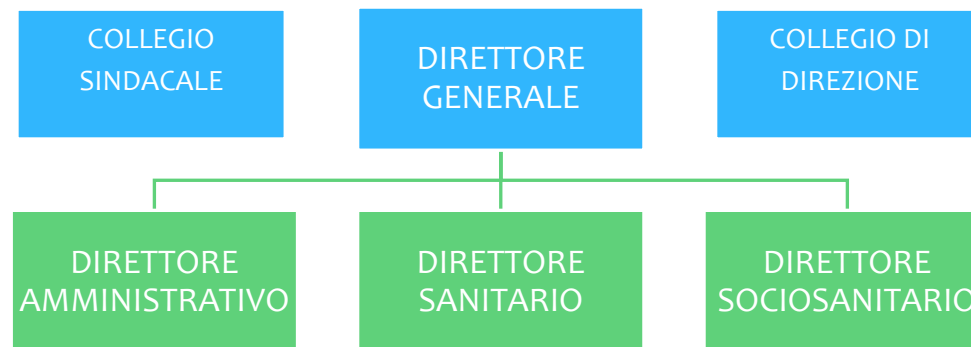 COLLEGIO
SINDACALE
DIRETTORE
GENERALE
COLLEGIO DI
DIREZIONE
DIRETTORE
AMMINISTRATIVO
DIRETTORE
SANITARIO
DIRETTORE
SOCIOSANITARIO